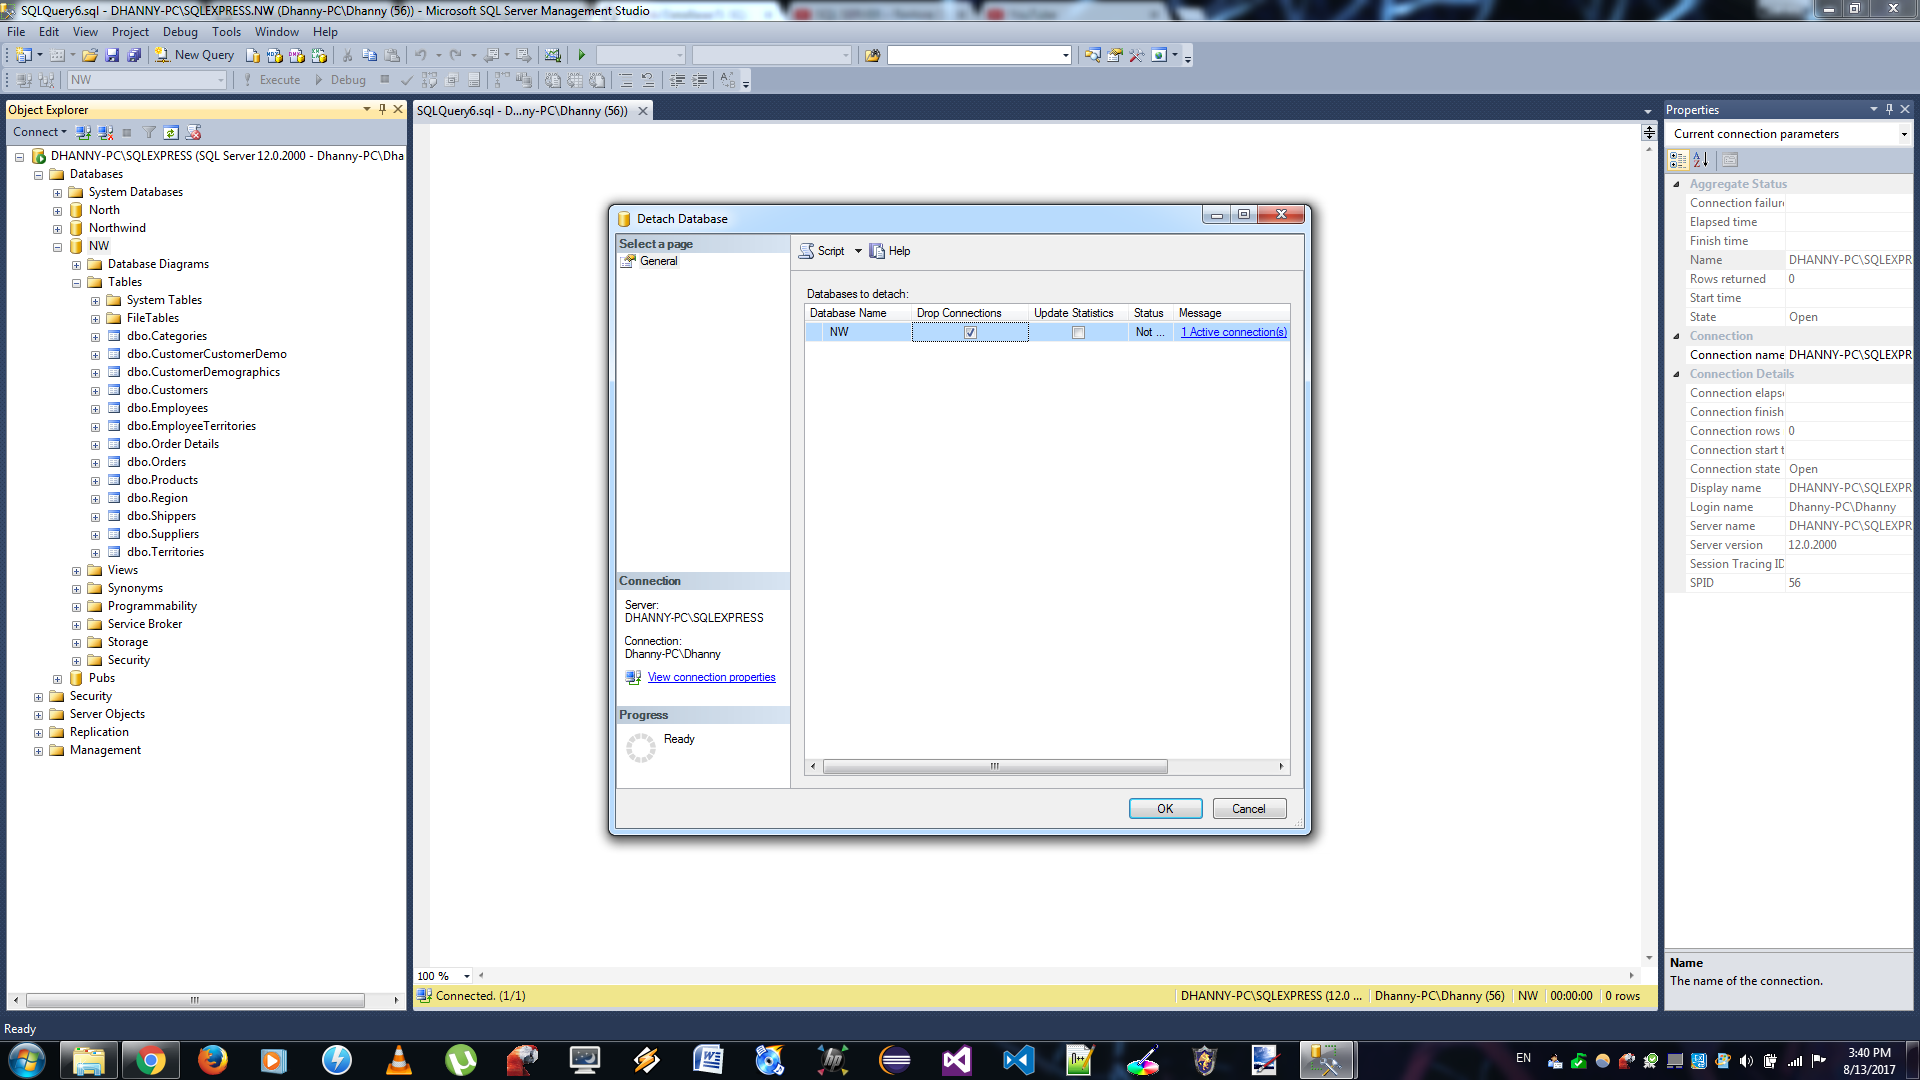 SQLQuery6.sql - DHANNY-PC\SQLEXPRESS.NW (Dhanny-PC\Dhanny (56)) - Microsoft SQL Server Management Studio
File Edit View Project Debug Tools Window Help
New Query
NW Execute Debug
Object Explorer
Connect
DHANNY-PC\SQLEXPRESS (SQL Server 12.0.2000 - Dhanny-PC\Dha
Databases
System Databases
North
Northwind
NW
Database Diagrams
Tables
System Tables
FileTables
dbo.Categories
dbo.CustomerCustomerDemo
dbo.CustomerDemographics
dbo.Customers
dbo.Employees
dbo.EmployeeTerritories
dbo.Order Details
dbo.Orders
dbo.Products
dbo.Region
dbo.Shippers
dbo.Suppliers
dbo.Territories
Views
Synonyms
Programmability
Service Broker
Storage
Security
Pubs
Security
Server Objects
Replication
Management
SQLQuery6.sql - D...ny-PC\Dhanny (56))
Detach Database
Select a page
General
Script Help
Databases to detach:
Database Name Drop Connections Update Statistics Status Message
NW Not ... 1 Active connection(s)
Connection
Server:
DHANNY-PC\SQLEXPRESS
Connection:
Dhanny-PC\Dhanny
View connection properties
Progress
Ready
OK Cancel
100 %
Connected. (1/1) DHANNY-PC\SQLEXPRESS (12.0 ... Dhanny-PC\Dhanny (56) NW 00:00:00 0 rows
Properties
Current connection parameters
Aggregate Status
Connection failure
Elapsed time
Finish time
Name DHANNY-PC\SQLEXPR
Rows returned 0
Start time
State Open
Connection
Connection name DHANNY-PC\SQLEXPR
Connection Details
Connection elaps
Connection finish
Connection rows 0
Connection start t
Connection state Open
Display name DHANNY-PC\SQLEXPR
Login name Dhanny-PC\Dhanny
Server name DHANNY-PC\SQLEXPR
Server version 12.0.2000
Session Tracing ID
SPID 56
Name
The name of the connection.
Ready
EN
3:40 PM
8/13/2017